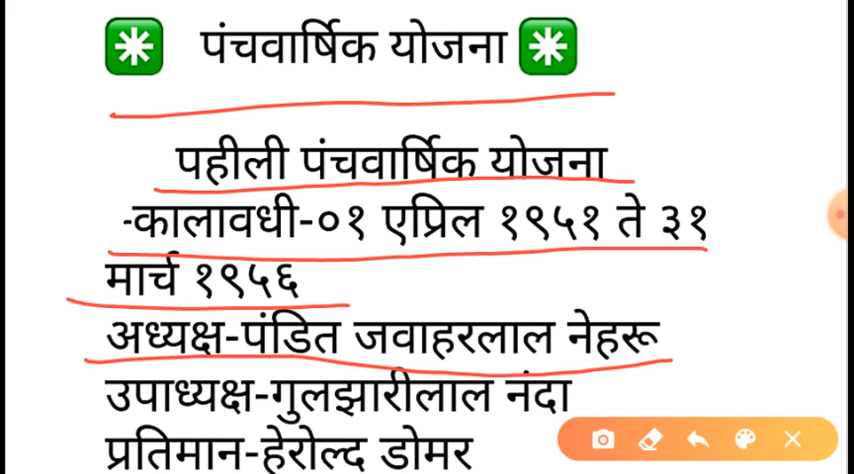 पंचवार्षिक योजना
पहीली पंचवार्षिक योजना
-कालावधी-०१ एप्रिल १९५१ ते ३१
मार्च १९५६
अध्यक्ष-पंडित जवाहरलाल नेहरू
उपाध्यक्ष-गुलझारीलाल नंदा
प्रतिमान-हेरोल्द डोमर